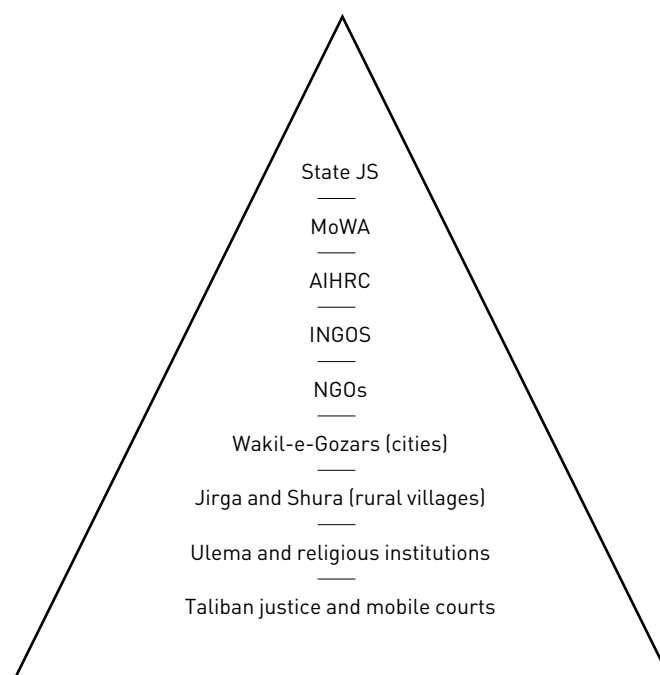 State JS
MoWA
AIHRC
INGOS
NGOs
Wakil-e-Gozars (cities)
Jirga and Shura (rural villages)
Ulema and religious institutions
Taliban justice and mobile courts